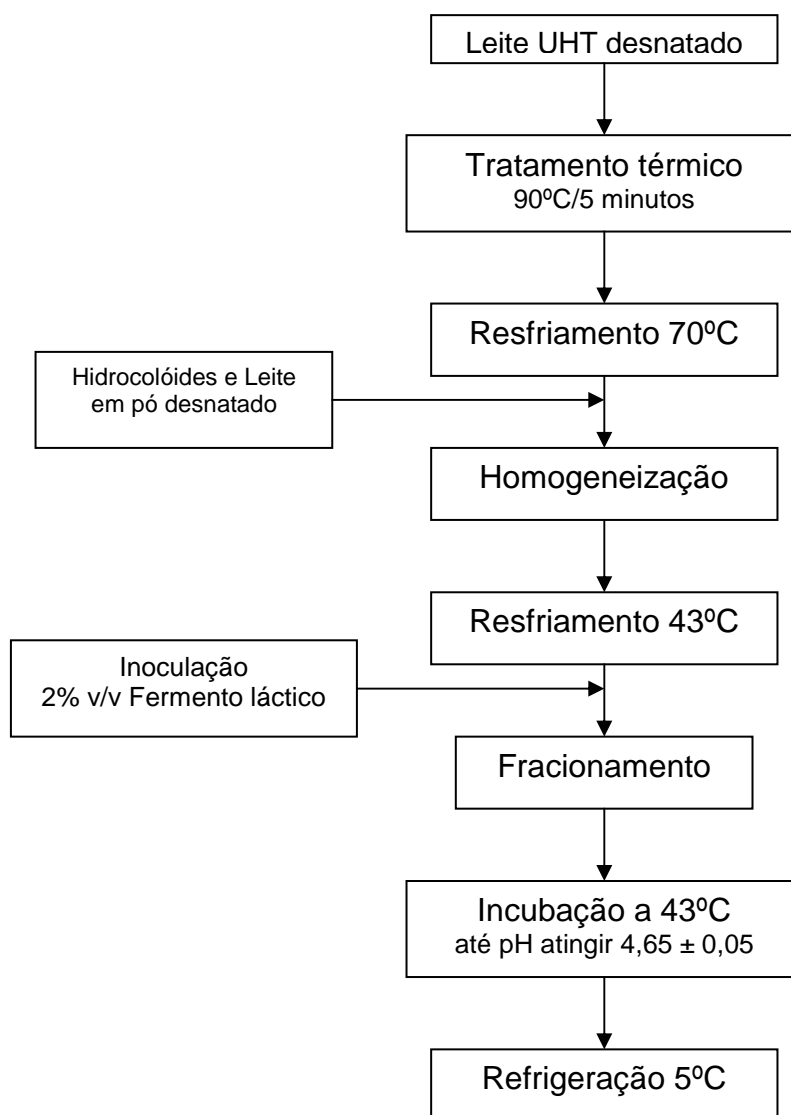 Leite UHT desnatado
Tratamento térmico
90ºC/5 minutos
Resfriamento 70ºC
Hidrocolóides e Leite
em pó desnatado
Homogeneização
Resfriamento 43ºC
Inoculação
2% v/v Fermento láctico
Fracionamento
Incubação a 43ºC
até pH atingir 4,65 ± 0,05
Refrigeração 5ºC